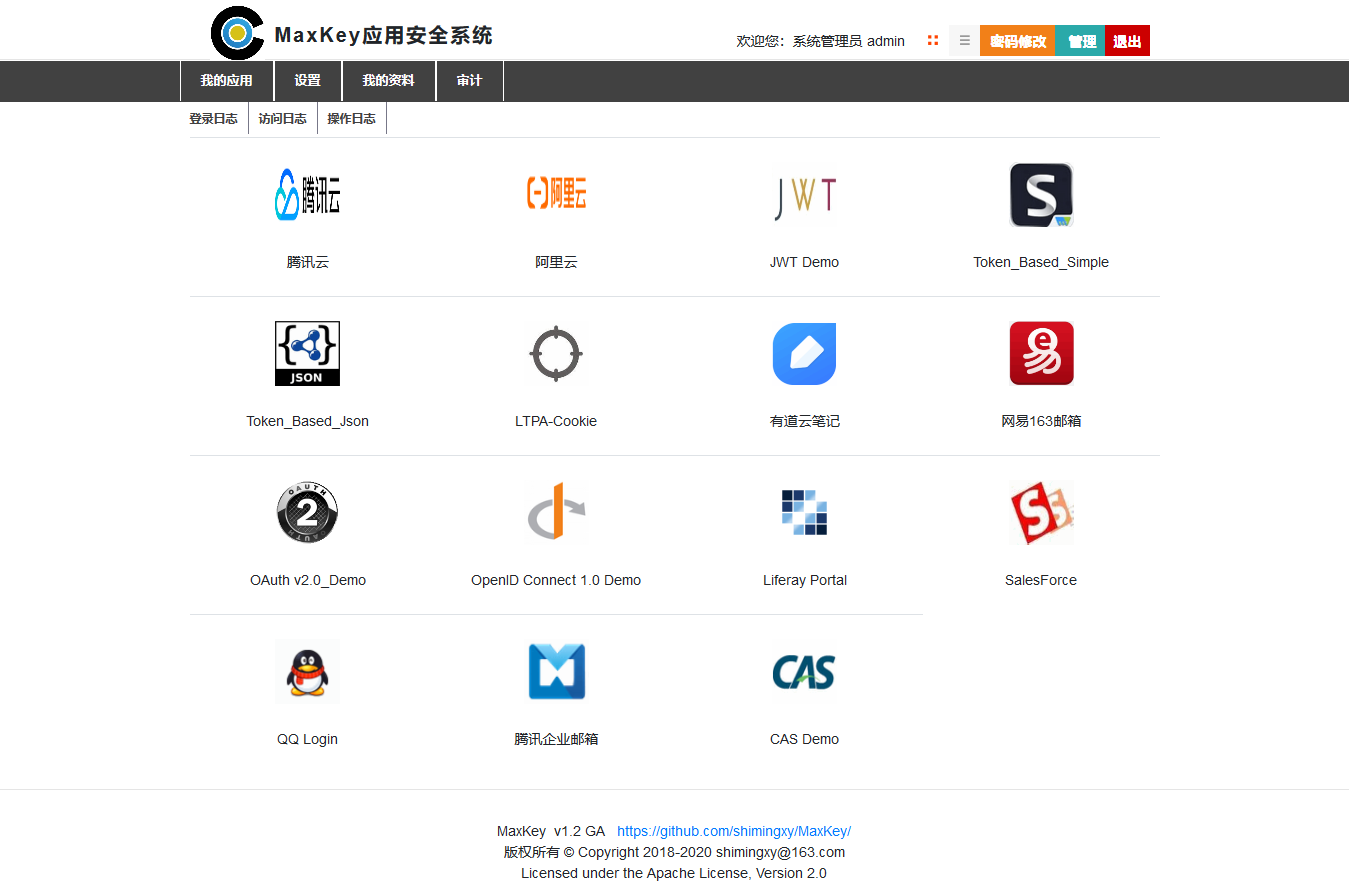 MaxKey应用安全系统
欢迎您：系统管理员 admin
密码修改 管理 退出
我的应用 设置 我的资料 审计
登录日志 访问日志 操作日志
腾讯云 阿里云 JWT
腾讯云 阿里云 JWT Demo Token_Based_Simple
JSON
Token_Based_Json LTPA-Cookie 有道云笔记 网易163邮箱
OAUTH 2
OAuth v2.0_Demo OpenID Connect 1.0 Demo Liferay Portal SalesForce
CAS
QQ Login 腾讯企业邮箱 CAS Demo
MaxKey v1.2 GA https://github.com/shimingxy/MaxKey/
版权所有 © Copyright 2018-2020 shimingxy@163.com
Licensed under the Apache License, Version 2.0